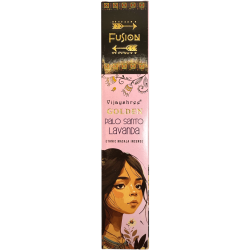 FUSION
Vijayshree
GOLDEN
PALO SANTO
LAVANDA